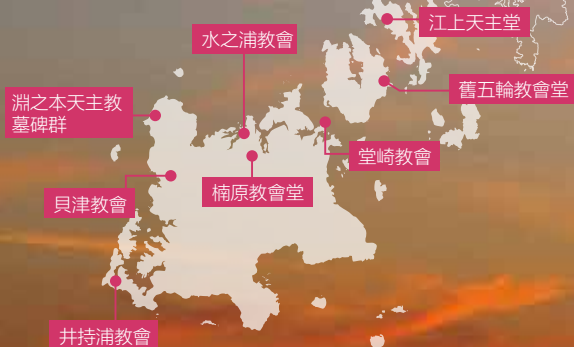 江上天主堂
水之浦教會
舊五輪教會堂
淵之本天主教
墓碑群
堂崎教會
楠原教會堂
貝津教會
井持浦教會